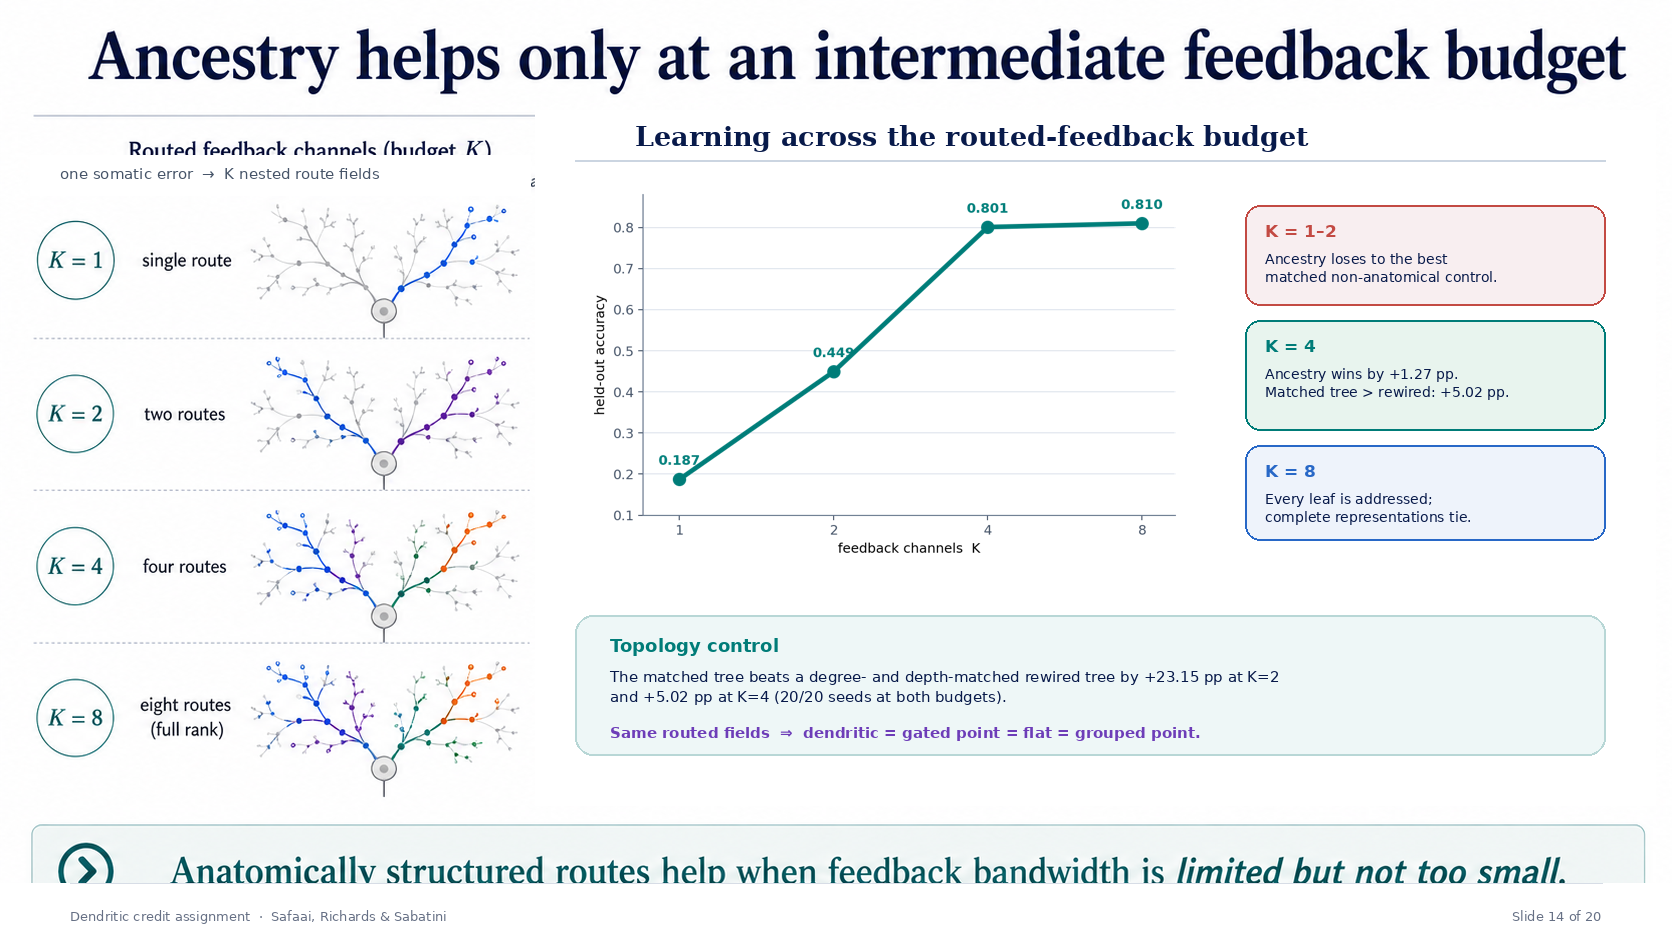 Ancestry helps only at an intermediate feedback budget
Routed feedback channels (budget K)
one somatic error → K nested route fields
K = 1
single route
K = 2
two routes
K = 4
four routes
K = 8
eight routes
(full rank)
Learning across the routed-feedback budget
held-out accuracy
0.8
0.7
0.6
0.5
0.4
0.3
0.2
0.1
0.187
0.449
0.801
0.810
1 2 4 8
feedback channels K
K = 1–2
Ancestry loses to the best
matched non-anatomical control.
K = 4
Ancestry wins by +1.27 pp.
Matched tree > rewired: +5.02 pp.
K = 8
Every leaf is addressed;
complete representations tie.
Topology control
The matched tree beats a degree- and depth-matched rewired tree by +23.15 pp at K=2
and +5.02 pp at K=4 (20/20 seeds at both budgets).
Same routed fields ⇒ dendritic = gated point = flat = grouped point.
Anatomically structured routes help when feedback bandwidth is limited but not too small.
Dendritic credit assignment · Safaai, Richards & Sabatini
Slide 14 of 20